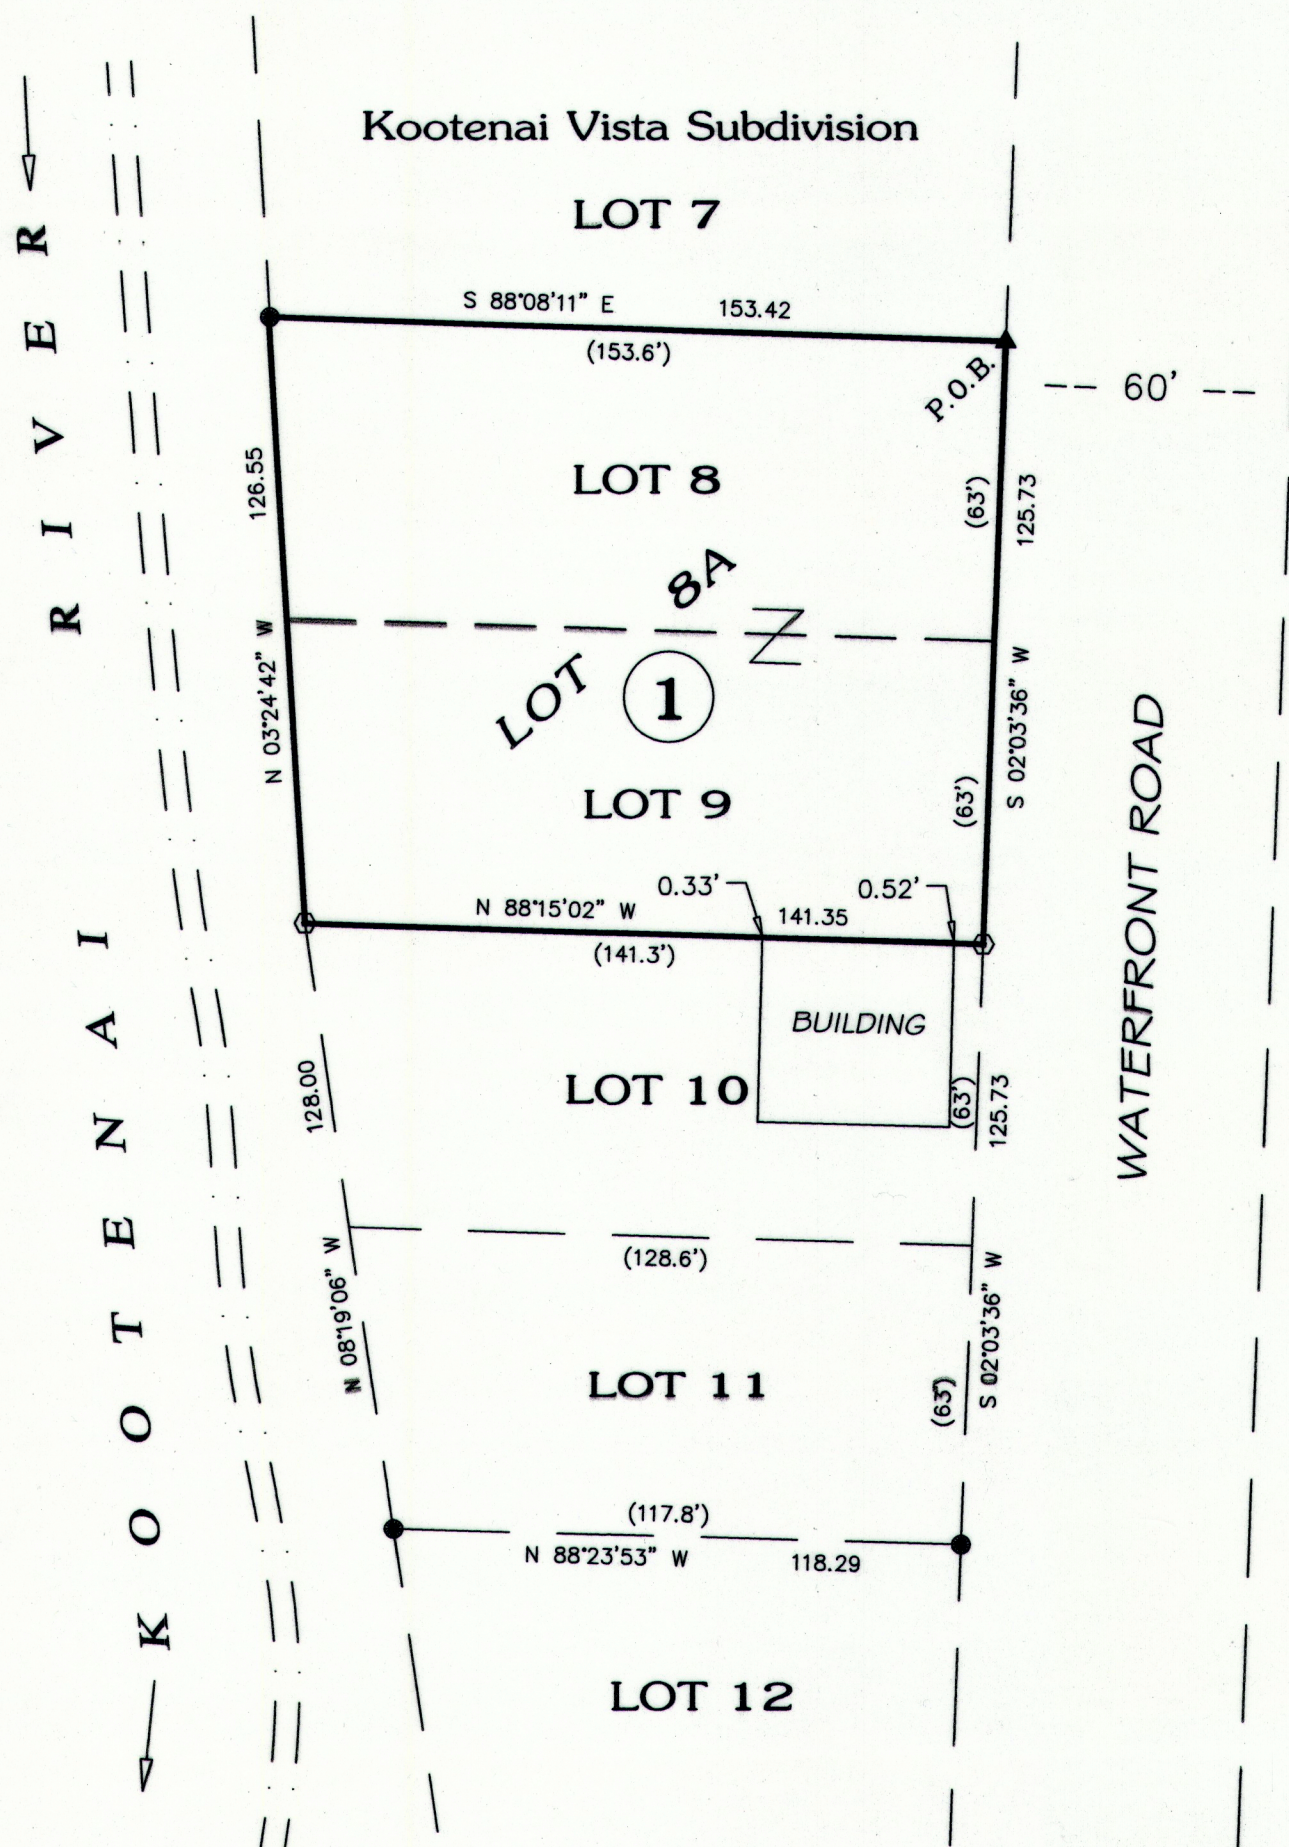 Kootenai Vista Subdivision
LOT 7
S 88°08'11" E 153.42
(153.6')
P.O.B.
-- 60' --
126.55
LOT 8
(63')
125.73
LOT 8A
1
N 03°24'42" W
S 02°03'36" W
LOT 9
(63')
0.33'
0.52'
N 88°15'02" W 141.35
(141.3')
BUILDING
LOT 10
128.00
(63')
125.73
(128.6')
N 08°19'06" W
S 02°03'36" W
LOT 11
(63')
(117.8')
N 88°23'53" W 118.29
LOT 12
KOOTENAI RIVER
WATERFRONT ROAD